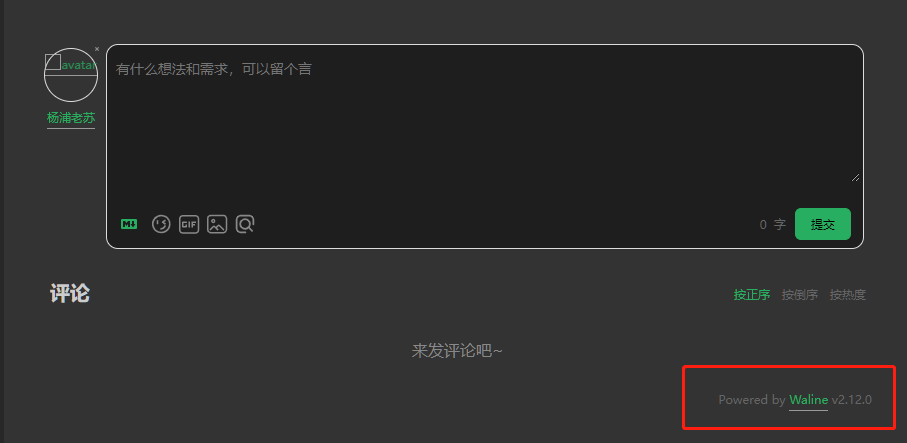 ×
avatar
有什么想法和需求，可以留个言
杨浦老苏
M↓ GIF 0 字 提交
评论 按正序 按倒序 按热度
来发评论吧~
Powered by Waline v2.12.0